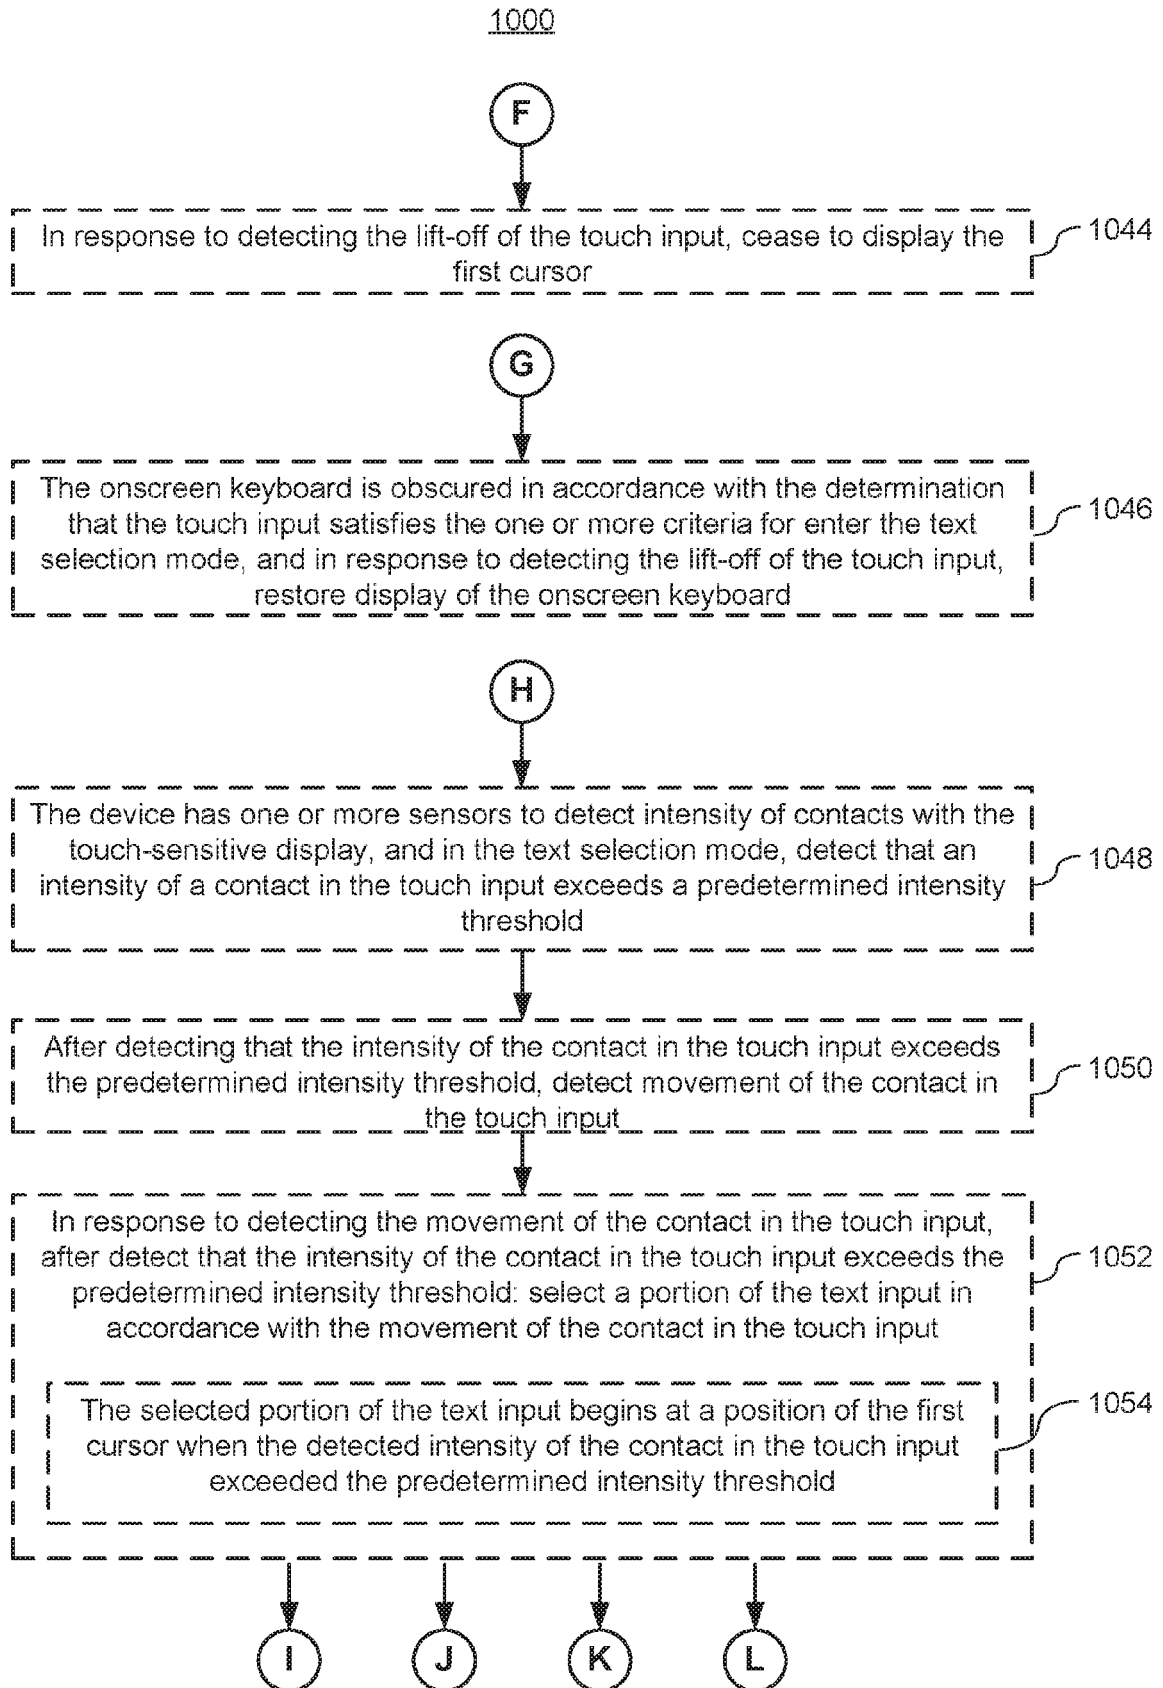 1000
F
In response to detecting the lift-off of the touch input, cease to display the
first cursor
1044
G
The onscreen keyboard is obscured in accordance with the determination
that the touch input satisfies the one or more criteria for enter the text
selection mode, and in response to detecting the lift-off of the touch input,
restore display of the onscreen keyboard
1046
H
The device has one or more sensors to detect intensity of contacts with the
touch-sensitive display, and in the text selection mode, detect that an
intensity of a contact in the touch input exceeds a predetermined intensity
threshold
1048
After detecting that the intensity of the contact in the touch input exceeds
the predetermined intensity threshold, detect movement of the contact in
the touch input
1050
In response to detecting the movement of the contact in the touch input,
after detect that the intensity of the contact in the touch input exceeds the
predetermined intensity threshold: select a portion of the text input in
accordance with the movement of the contact in the touch input
1052
The selected portion of the text input begins at a position of the first
cursor when the detected intensity of the contact in the touch input
exceeded the predetermined intensity threshold
1054
I
J
K
L